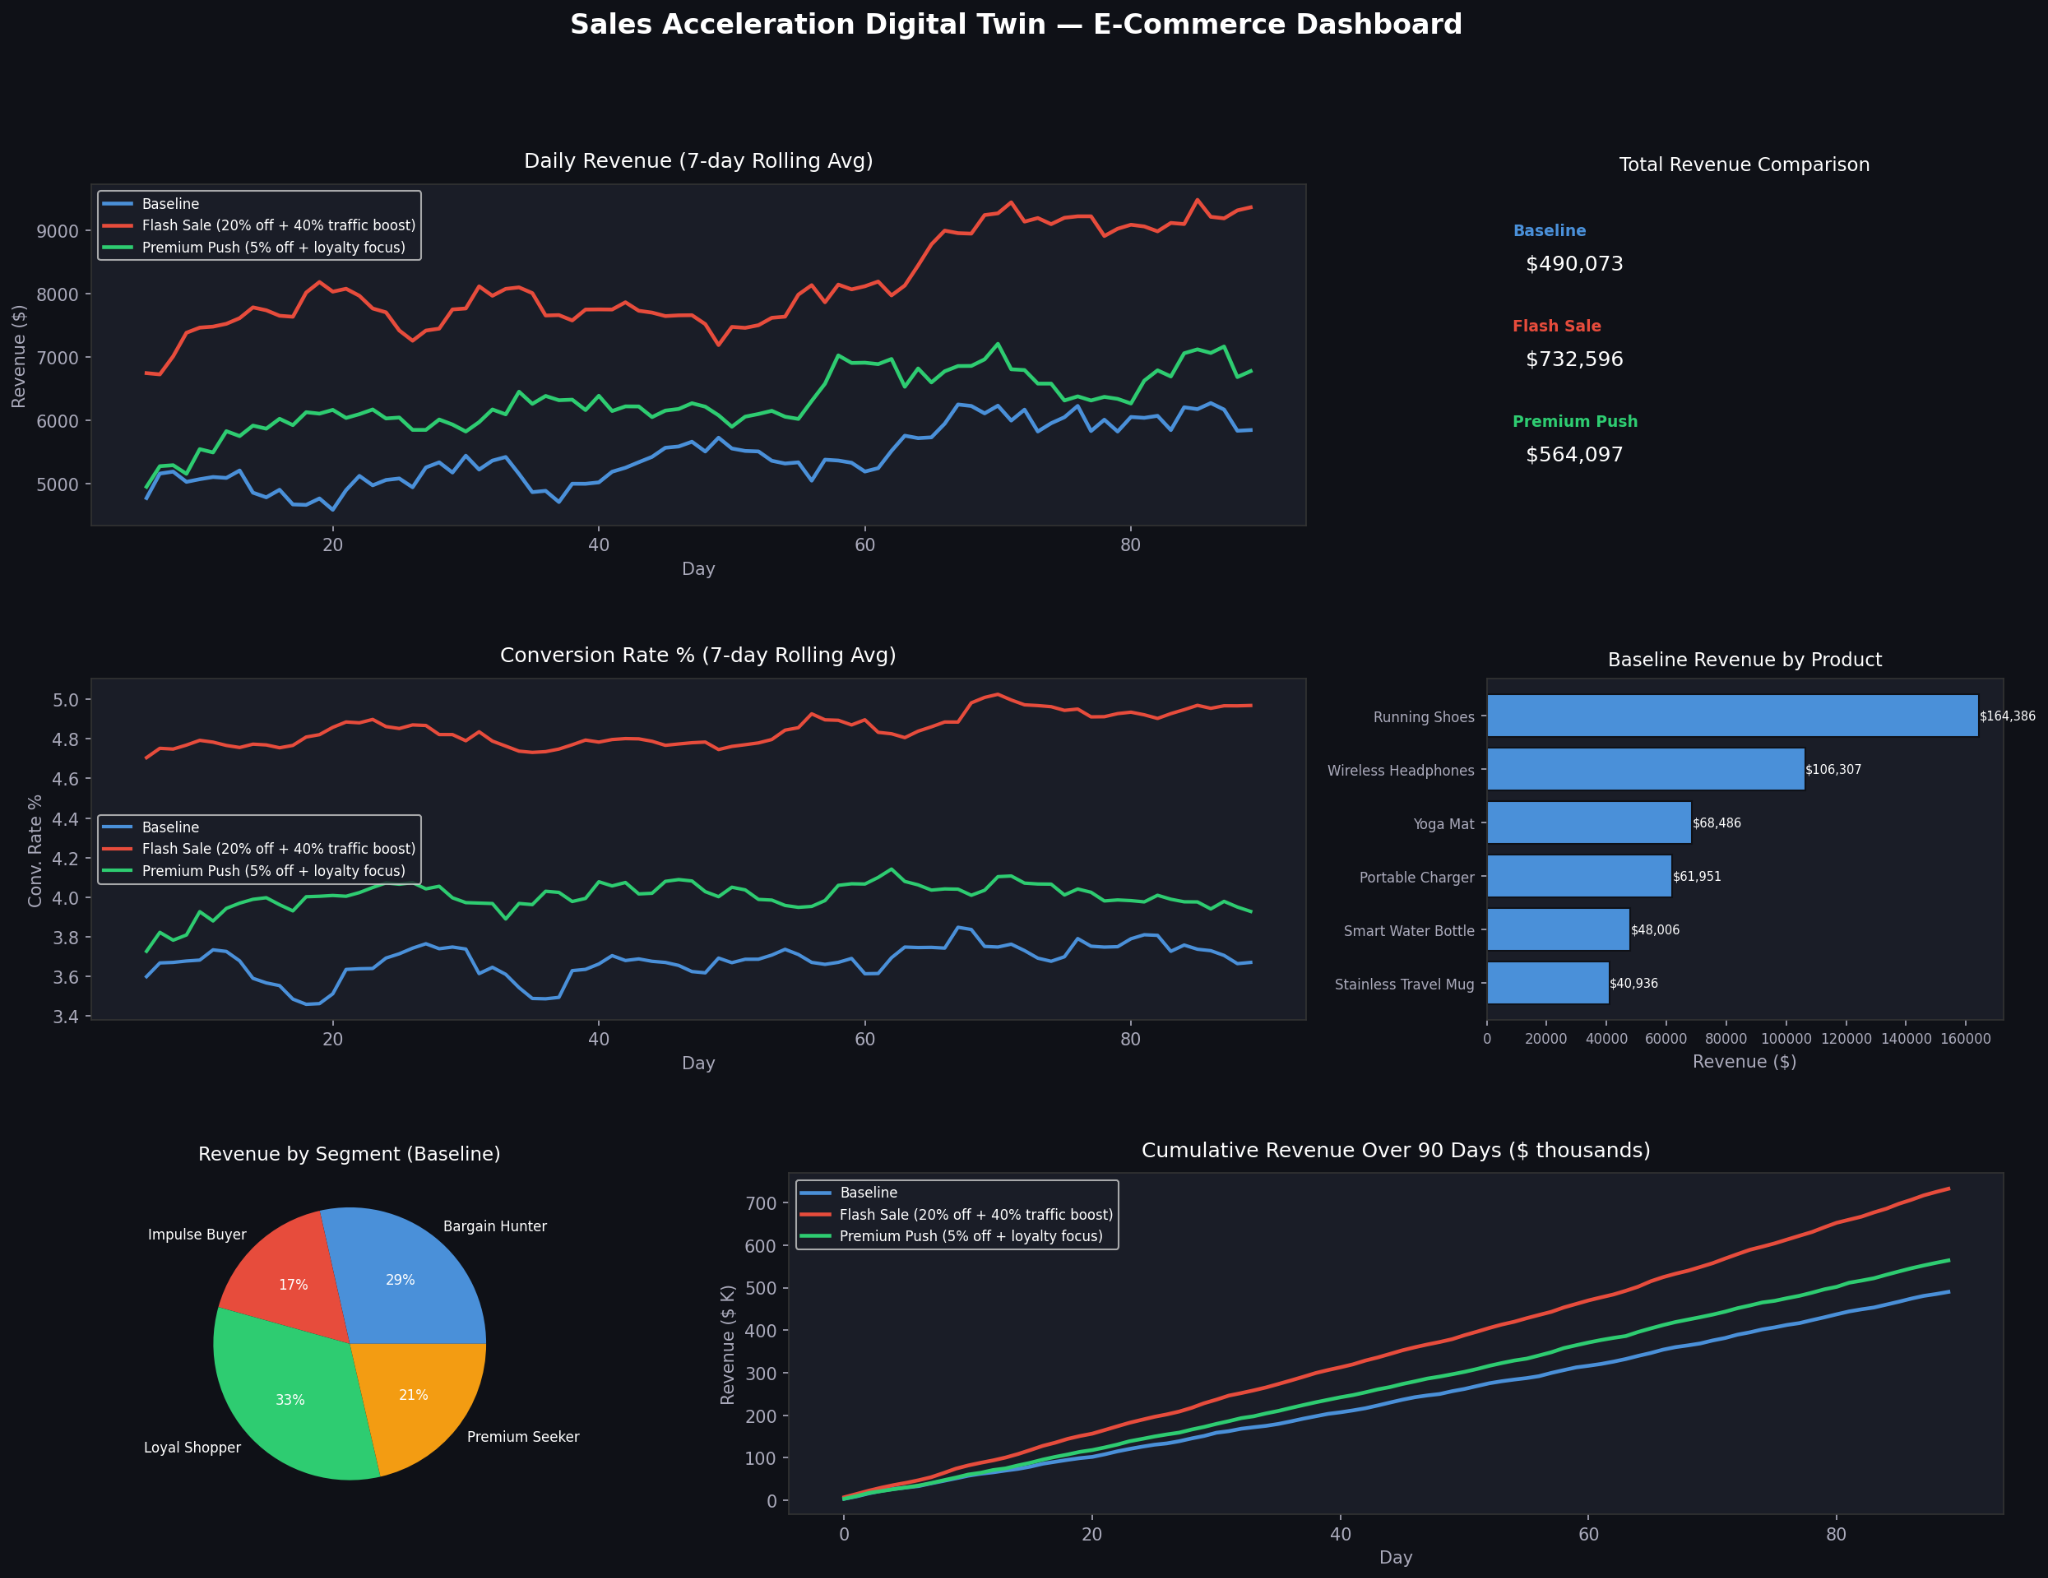 Sales Acceleration Digital Twin — E-Commerce Dashboard
Daily Revenue (7-day Rolling Avg)
Baseline
Flash Sale (20% off + 40% traffic boost)
Premium Push (5% off + loyalty focus)
Revenue ($)
9000
8000
7000
6000
5000
20
40
60
80
Day
Total Revenue Comparison
Baseline
$490,073
Flash Sale
$732,596
Premium Push
$564,097
Conversion Rate % (7-day Rolling Avg)
Conv. Rate %
5.0
4.8
4.6
4.4
4.2
4.0
3.8
3.6
3.4
Baseline
Flash Sale (20% off + 40% traffic boost)
Premium Push (5% off + loyalty focus)
20
40
60
80
Day
Baseline Revenue by Product
Running Shoes
$164,386
Wireless Headphones
$106,307
Yoga Mat
$68,486
Portable Charger
$61,951
Smart Water Bottle
$48,006
Stainless Travel Mug
$40,936
0
20000
40000
60000
80000
100000
120000
140000
160000
Revenue ($)
Revenue by Segment (Baseline)
Impulse Buyer
Bargain Hunter
17%
29%
33%
21%
Loyal Shopper
Premium Seeker
Cumulative Revenue Over 90 Days ($ thousands)
Baseline
Flash Sale (20% off + 40% traffic boost)
Premium Push (5% off + loyalty focus)
Revenue ($ K)
700
600
500
400
300
200
100
0
0
20
40
60
80
Day